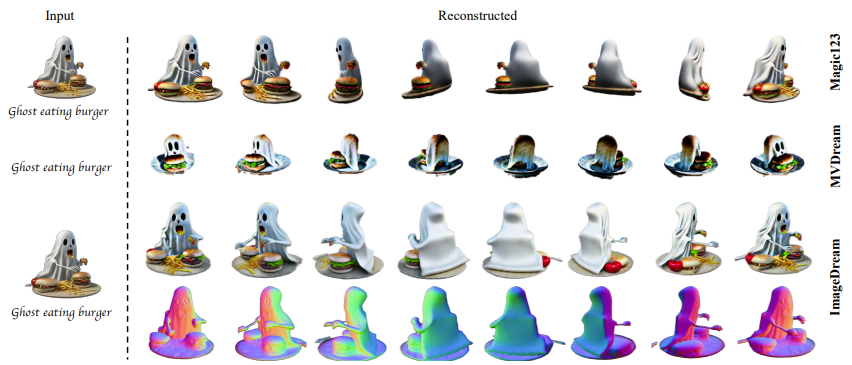 Input
Reconstructed
Ghost eating burger
Magic123
Ghost eating burger
MVDream
Ghost eating burger
ImageDream